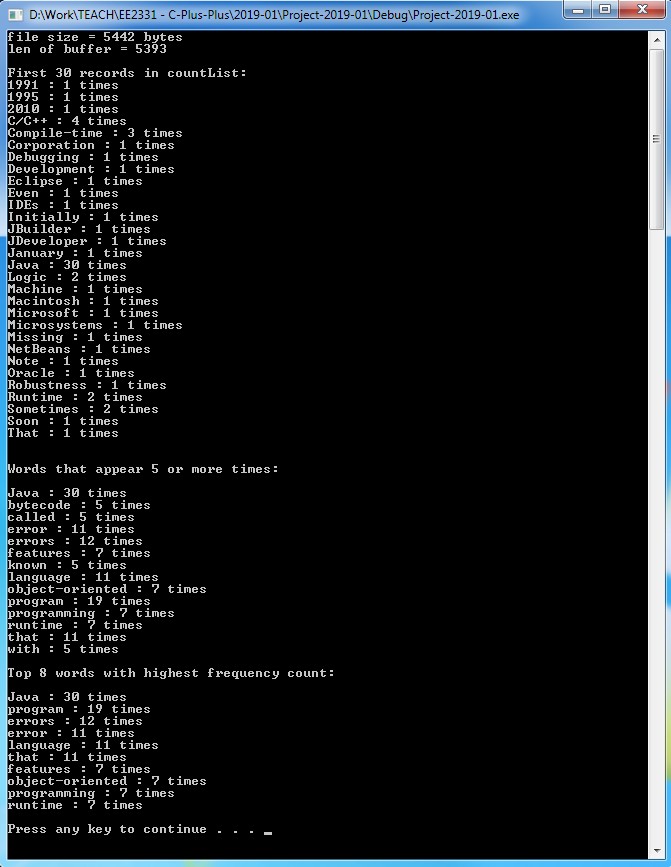 D:\Work\TEACH\EE2331 - C-Plus-Plus\2019-01\Project-2019-01\Debug\Project-2019-01.exe
file size = 5442 bytes
len of buffer = 5393
First 30 records in countList:
1991 : 1 times
1995 : 1 times
2010 : 1 times
C/C++ : 4 times
Compile-time : 3 times
Corporation : 1 times
Debugging : 1 times
Development : 1 times
Eclipse : 1 times
Even : 1 times
IDEs : 1 times
Initially : 1 times
JBuilder : 1 times
JDeveloper : 1 times
January : 1 times
Java : 30 times
Logic : 2 times
Machine : 1 times
Macintosh : 1 times
Microsoft : 1 times
Microsystems : 1 times
Missing : 1 times
NetBeans : 1 times
Note : 1 times
Oracle : 1 times
Robustness : 1 times
Runtime : 2 times
Sometimes : 2 times
Soon : 1 times
That : 1 times
Words that appear 5 or more times:
Java : 30 times
bytecode : 5 times
called : 5 times
error : 11 times
errors : 12 times
features : 7 times
known : 5 times
language : 11 times
object-oriented : 7 times
program : 19 times
programming : 7 times
runtime : 7 times
that : 11 times
with : 5 times
Top 8 words with highest frequency count:
Java : 30 times
program : 19 times
errors : 12 times
error : 11 times
language : 11 times
that : 11 times
features : 7 times
object-oriented : 7 times
programming : 7 times
runtime : 7 times
Press any key to continue . . . _